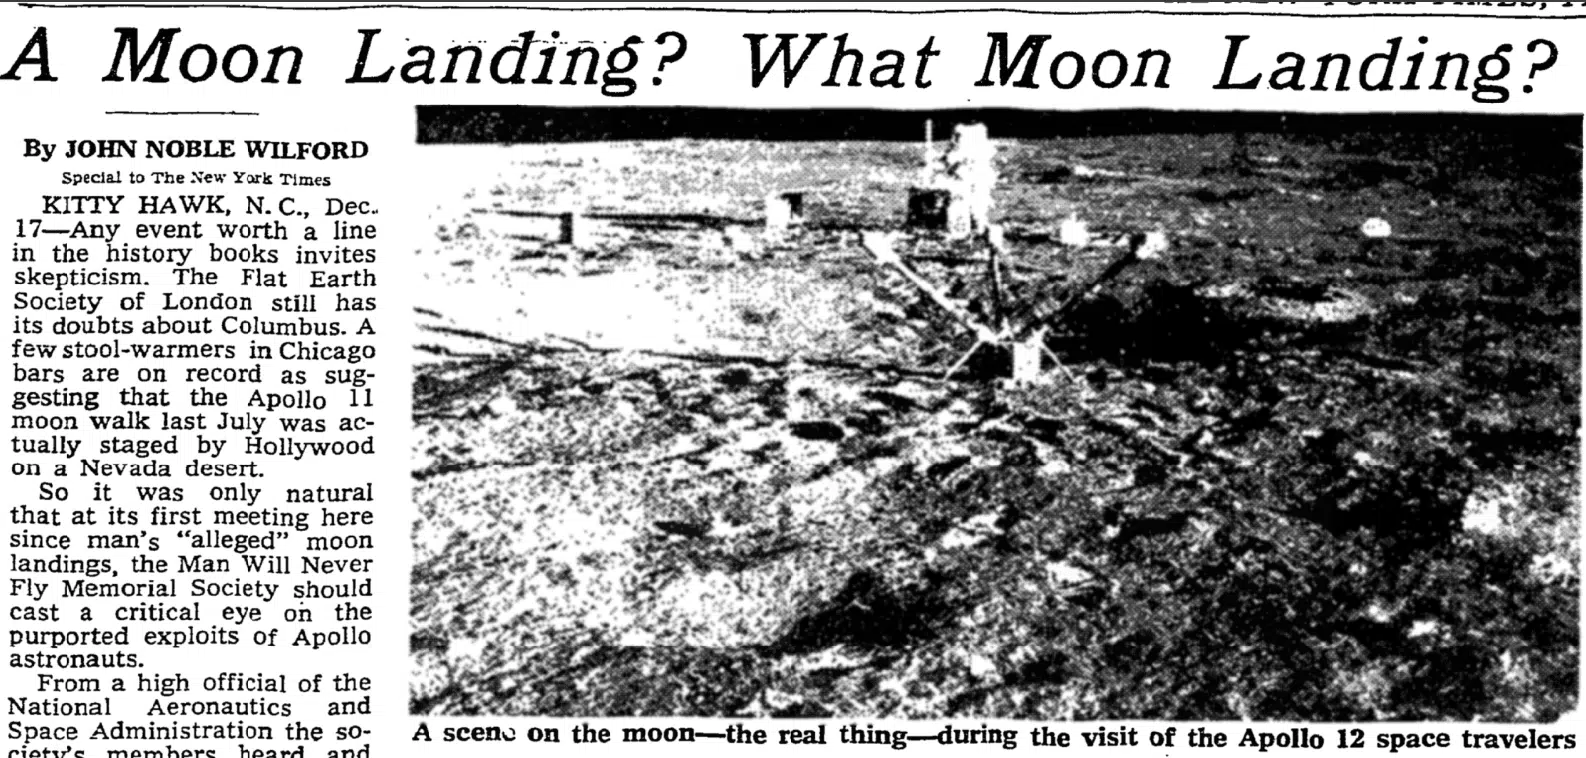 A Moon Landing? What Moon Landing?
By JOHN NOBLE WILFORD
Special to The New York Times
KITTY HAWK, N. C., Dec.
17—Any event worth a line
in the history books invites
skepticism. The Flat Earth
Society of London still has
its doubts about Columbus. A
few stool-warmers in Chicago
bars are on record as sug-
gesting that the Apollo 11
moon walk last July was ac-
tually staged by Hollywood
on a Nevada desert.
So it was only natural
that at its first meeting here
since man's “alleged” moon
landings, the Man Will Never
Fly Memorial Society should
cast a critical eye on the
purported exploits of Apollo
astronauts.
From a high official of the
National Aeronautics and
Space Administration the so-
ciety's members heard and
A scene on the moon—the real thing—during the visit of the Apollo 12 space travelers